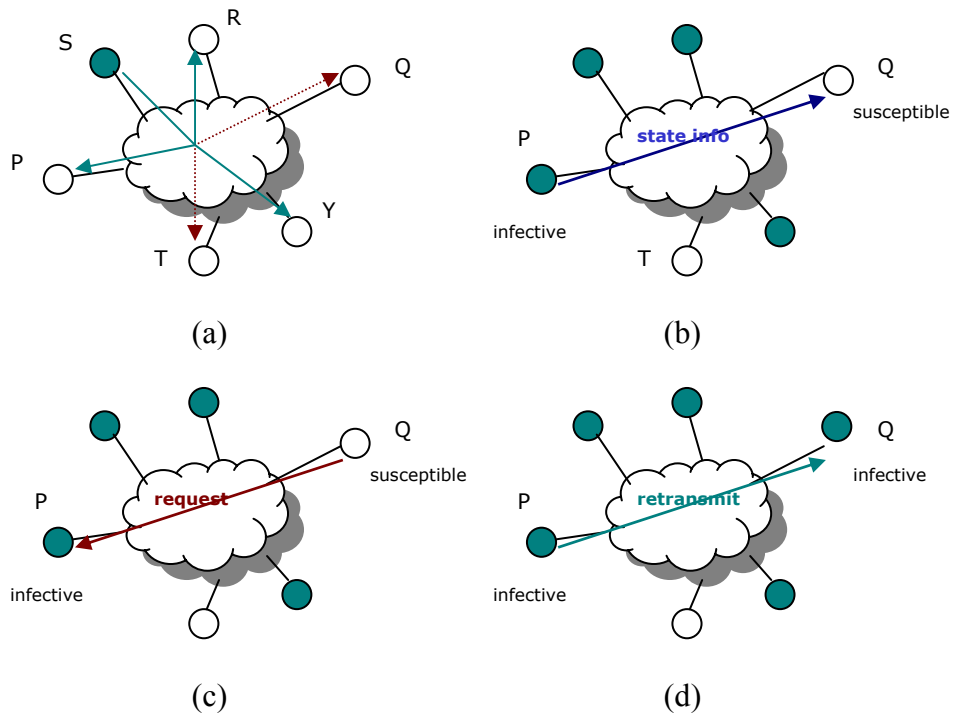 R
S
Q
P
Y
T
(a)
Q
susceptible
state info
P
infective
T
(b)
Q
susceptible
request
P
infective
(c)
Q
infective
retransmit
P
infective
(d)